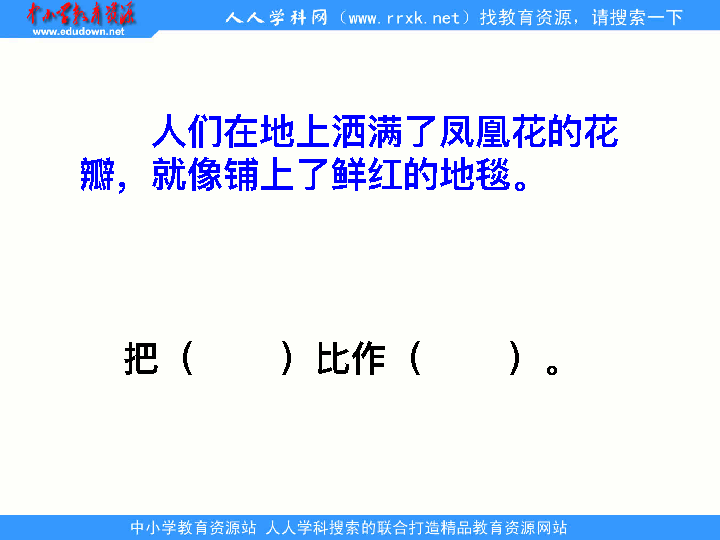 中小学教育资源
www.edudown.net
人人学科网（www.rrxk.net）找教育资源，请搜索一下
人们在地上洒满了凤凰花的花
瓣，就像铺上了鲜红的地毯。
把（　　）比作（　　）。
中小学教育资源站 人人学科搜索的联合打造精品教育资源网站